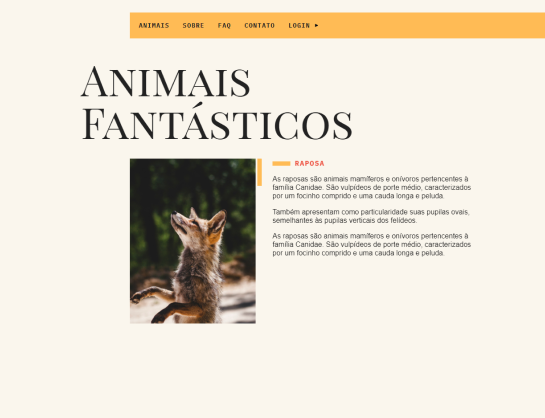 ANIMAIS SOBRE FAQ CONTATO LOGIN ▸
Animais
Fantásticos
RAPOSA
As raposas são animais mamíferos e onívoros pertencentes à
família Canidae. São vulpídeos de porte médio, caracterizados
por um focinho comprido e uma cauda longa e peluda.
Também apresentam como particularidade suas pupilas ovais,
semelhantes às pupilas verticais dos felídeos.
As raposas são animais mamíferos e onívoros pertencentes à
família Canidae. São vulpídeos de porte médio, caracterizados
por um focinho comprido e uma cauda longa e peluda.